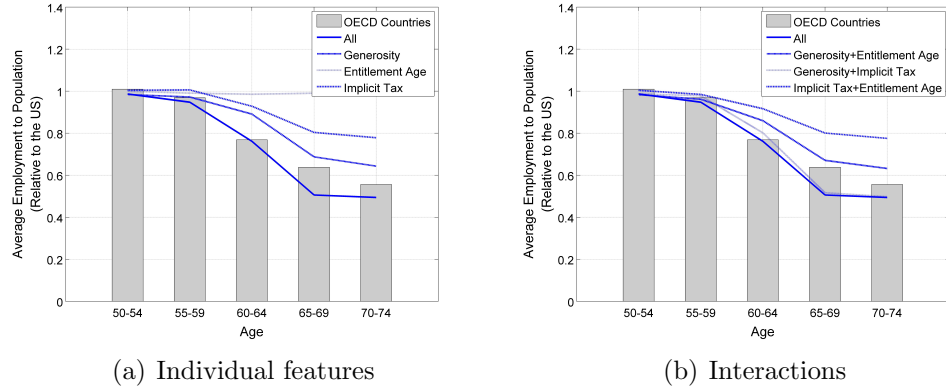 1.4
1.2
1
0.8
0.6
0.4
0.2
0
Average Employment to Population
(Relative to the US)
OECD Countries
All
Generosity
Entitlement Age
Implicit Tax
50-54 55-59 60-64 65-69 70-74
Age
(a) Individual features
1.4
1.2
1
0.8
0.6
0.4
0.2
0
Average Employment to Population
(Relative to the US)
OECD Countries
All
Generosity+Entitlement Age
Generosity+Implicit Tax
Implicit Tax+Entitlement Age
50-54 55-59 60-64 65-69 70-74
Age
(b) Interactions